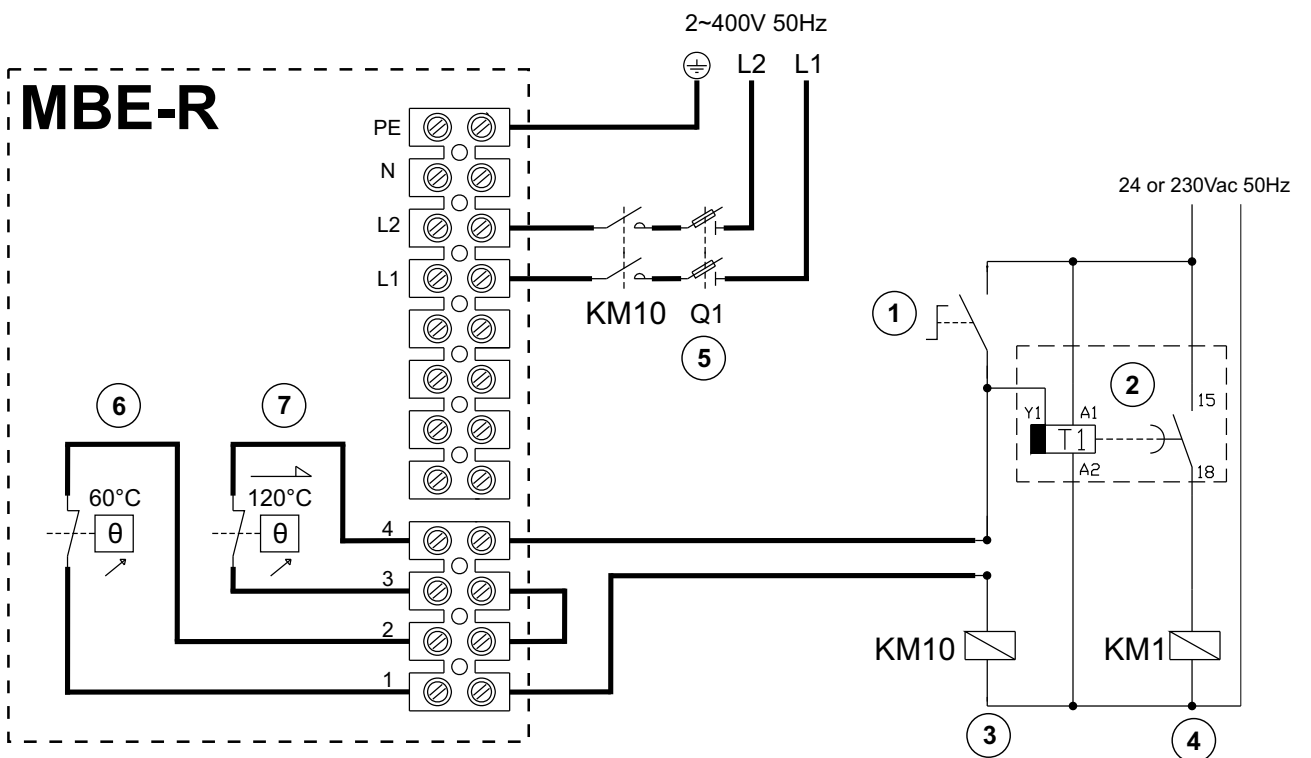 2~400V 50Hz
L2 L1
MBE-R
PE
N
L2
L1
KM10 Q1
5
24 or 230Vac 50Hz
1
2
15
Y1 A1
T1
A2
18
6
7
60°C
θ
120°C
θ
4
3
2
1
KM10
KM1
3
4